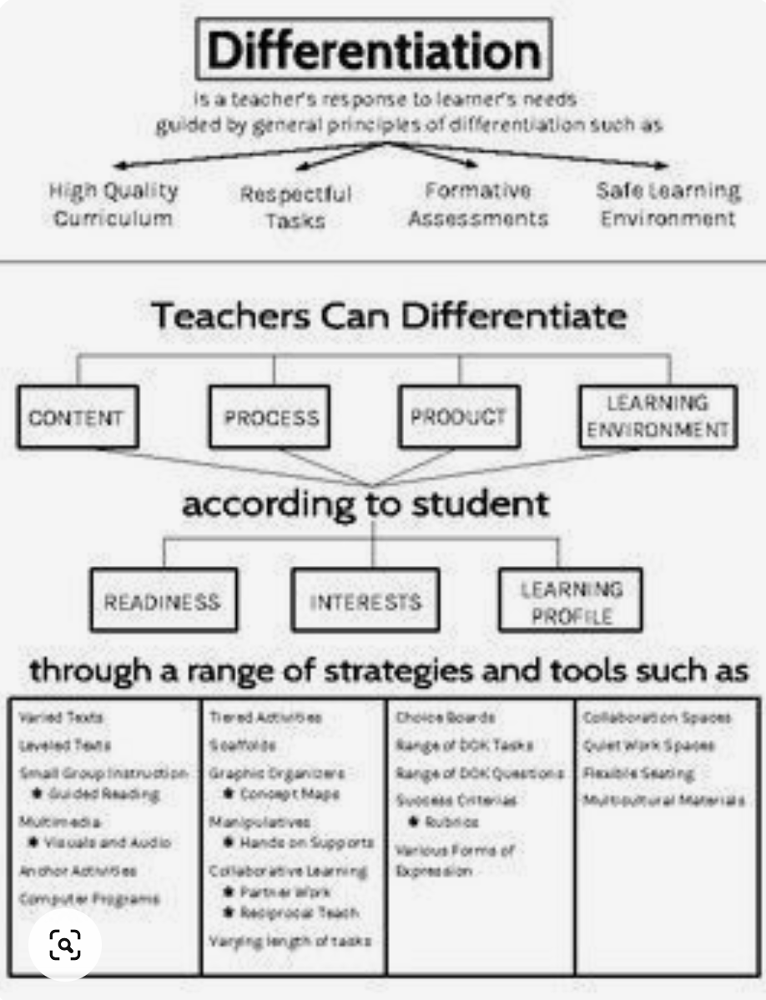 Differentiation
is a teacher's response to learner's needs
guided by general principles of differentiation such as
High Quality
Curriculum
Respectful
Tasks
Formative
Assessments
Safe Learning
Environment
Teachers Can Differentiate
CONTENT
PROCESS
PRODUCT
LEARNING
ENVIRONMENT
according to student
READINESS
INTERESTS
LEARNING
PROFILE
through a range of strategies and tools such as
Varied Texts
Leveled Texts
Small Group Instruction
Guided Reading
Multimedia
Visuals and Audio
Anchor Activities
Computer Programs
Tiered Activities
Scaffolds
Graphic Organizers
Concept Maps
Manipulatives
Hands on Supports
Collaborative Learning
Partner Work
Reciprocal Teach
Varying length of tasks
Choice Boards
Range of DOK Tasks
Range of DOK Questions
Success Criterias
Rubrics
Various Forms of
Expression
Collaboration Spaces
Quiet Work Spaces
Flexible Seating
Multicultural Materials